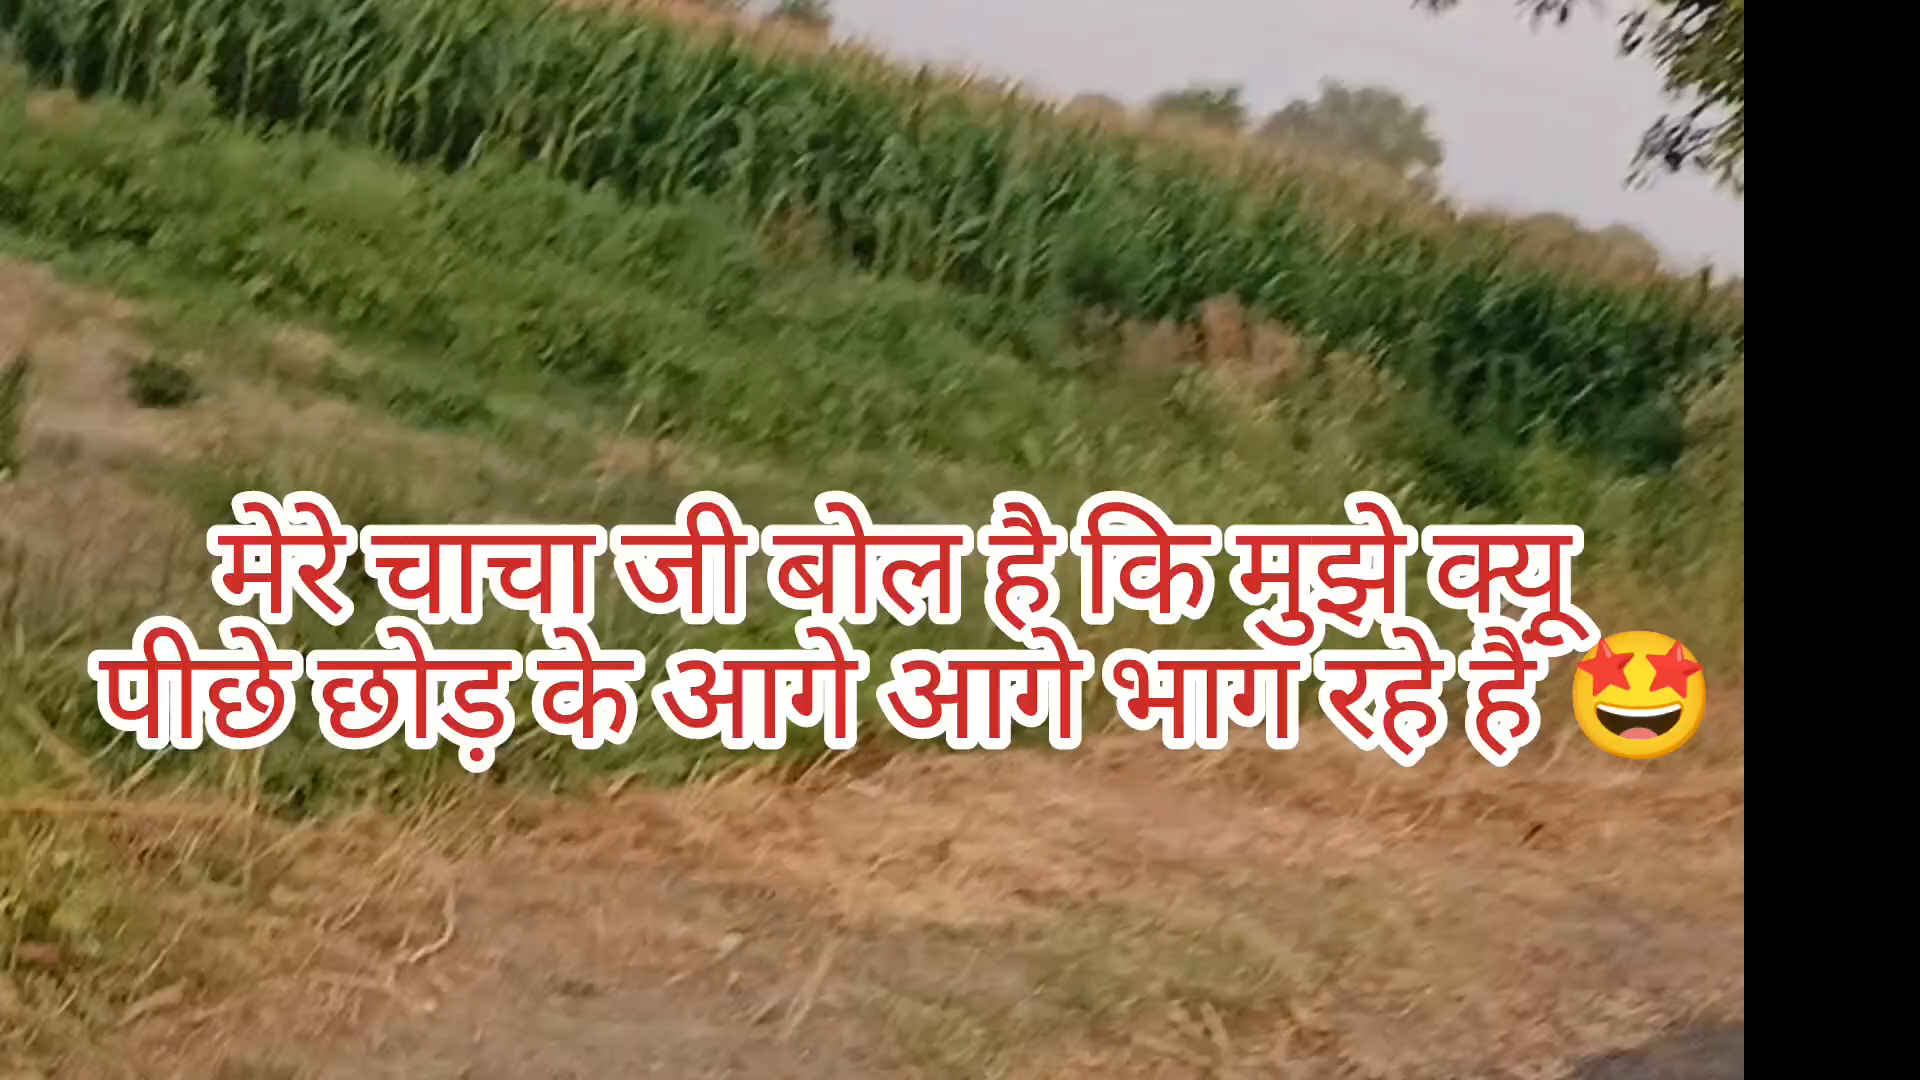 मेरे चाचा जी बोल है कि मुझे क्यू
पीछे छोड़ के आगे आगे भाग रहे है 🤩